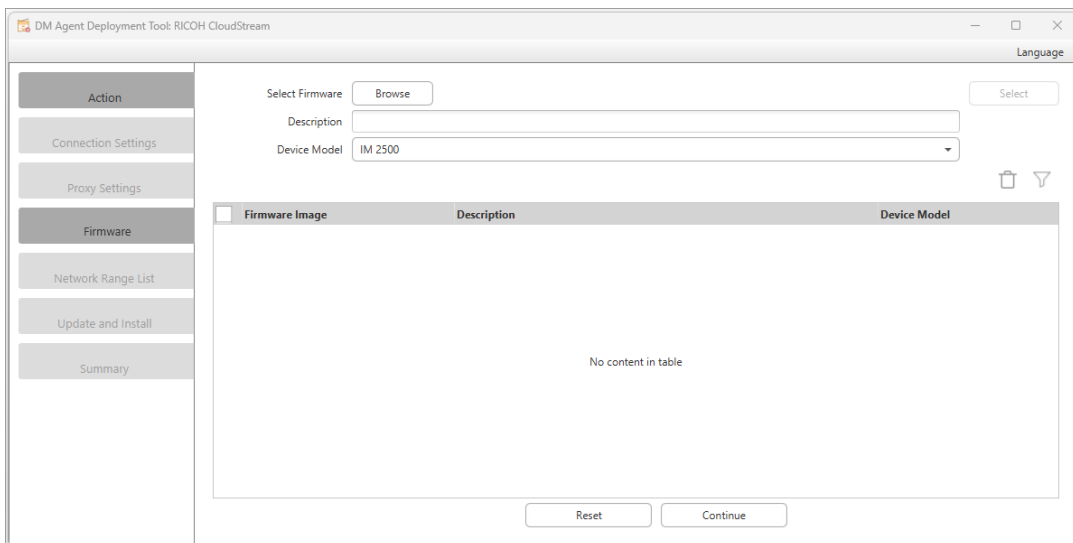 DM Agent Deployment Tool: RICOH CloudStream
Language
Action
Connection Settings
Proxy Settings
Firmware
Network Range List
Update and Install
Summary
Select Firmware Browse Select
Description
Device Model IM 2500
Firmware Image Description Device Model
No content in table
Reset Continue